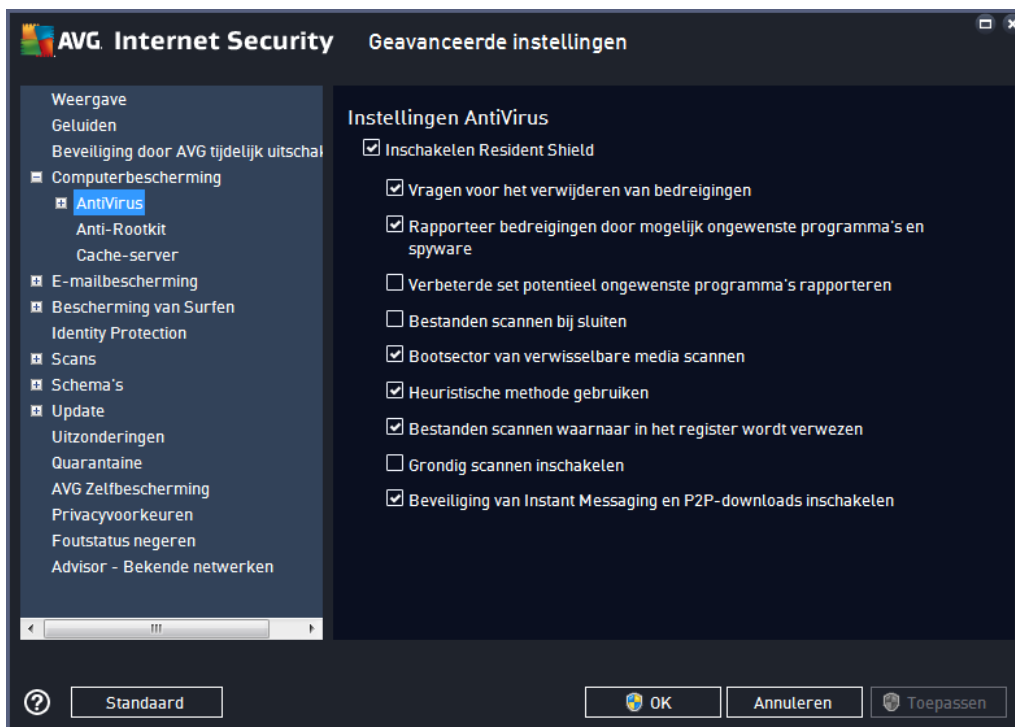 AVG. Internet Security
Geavanceerde instellingen
Weergave
Geluiden
Beveiliging door AVG tijdelijk uitschal
Computerbescherming
AntiVirus
Anti-Rootkit
Cache-server
E-mailbescherming
Bescherming van Surfen
Identity Protection
Scans
Schema's
Update
Uitzonderingen
Quarantaine
AVG Zelfbescherming
Privacyvoorkeuren
Foutstatus negeren
Advisor - Bekende netwerken
Instellingen AntiVirus
Inschakelen Resident Shield
Vragen voor het verwijderen van bedreigingen
Rapporteer bedreigingen door mogelijk ongewenste programma's en
spyware
Verbeterde set potentieel ongewenste programma's rapporteren
Bestanden scannen bij sluiten
Bootsector van verwisselbare media scannen
Heuristische methode gebruiken
Bestanden scannen waarnaar in het register wordt verwezen
Grondig scannen inschakelen
Beveiliging van Instant Messaging en P2P-downloads inschakelen
Standaard
OK
Annuleren
Toepassen